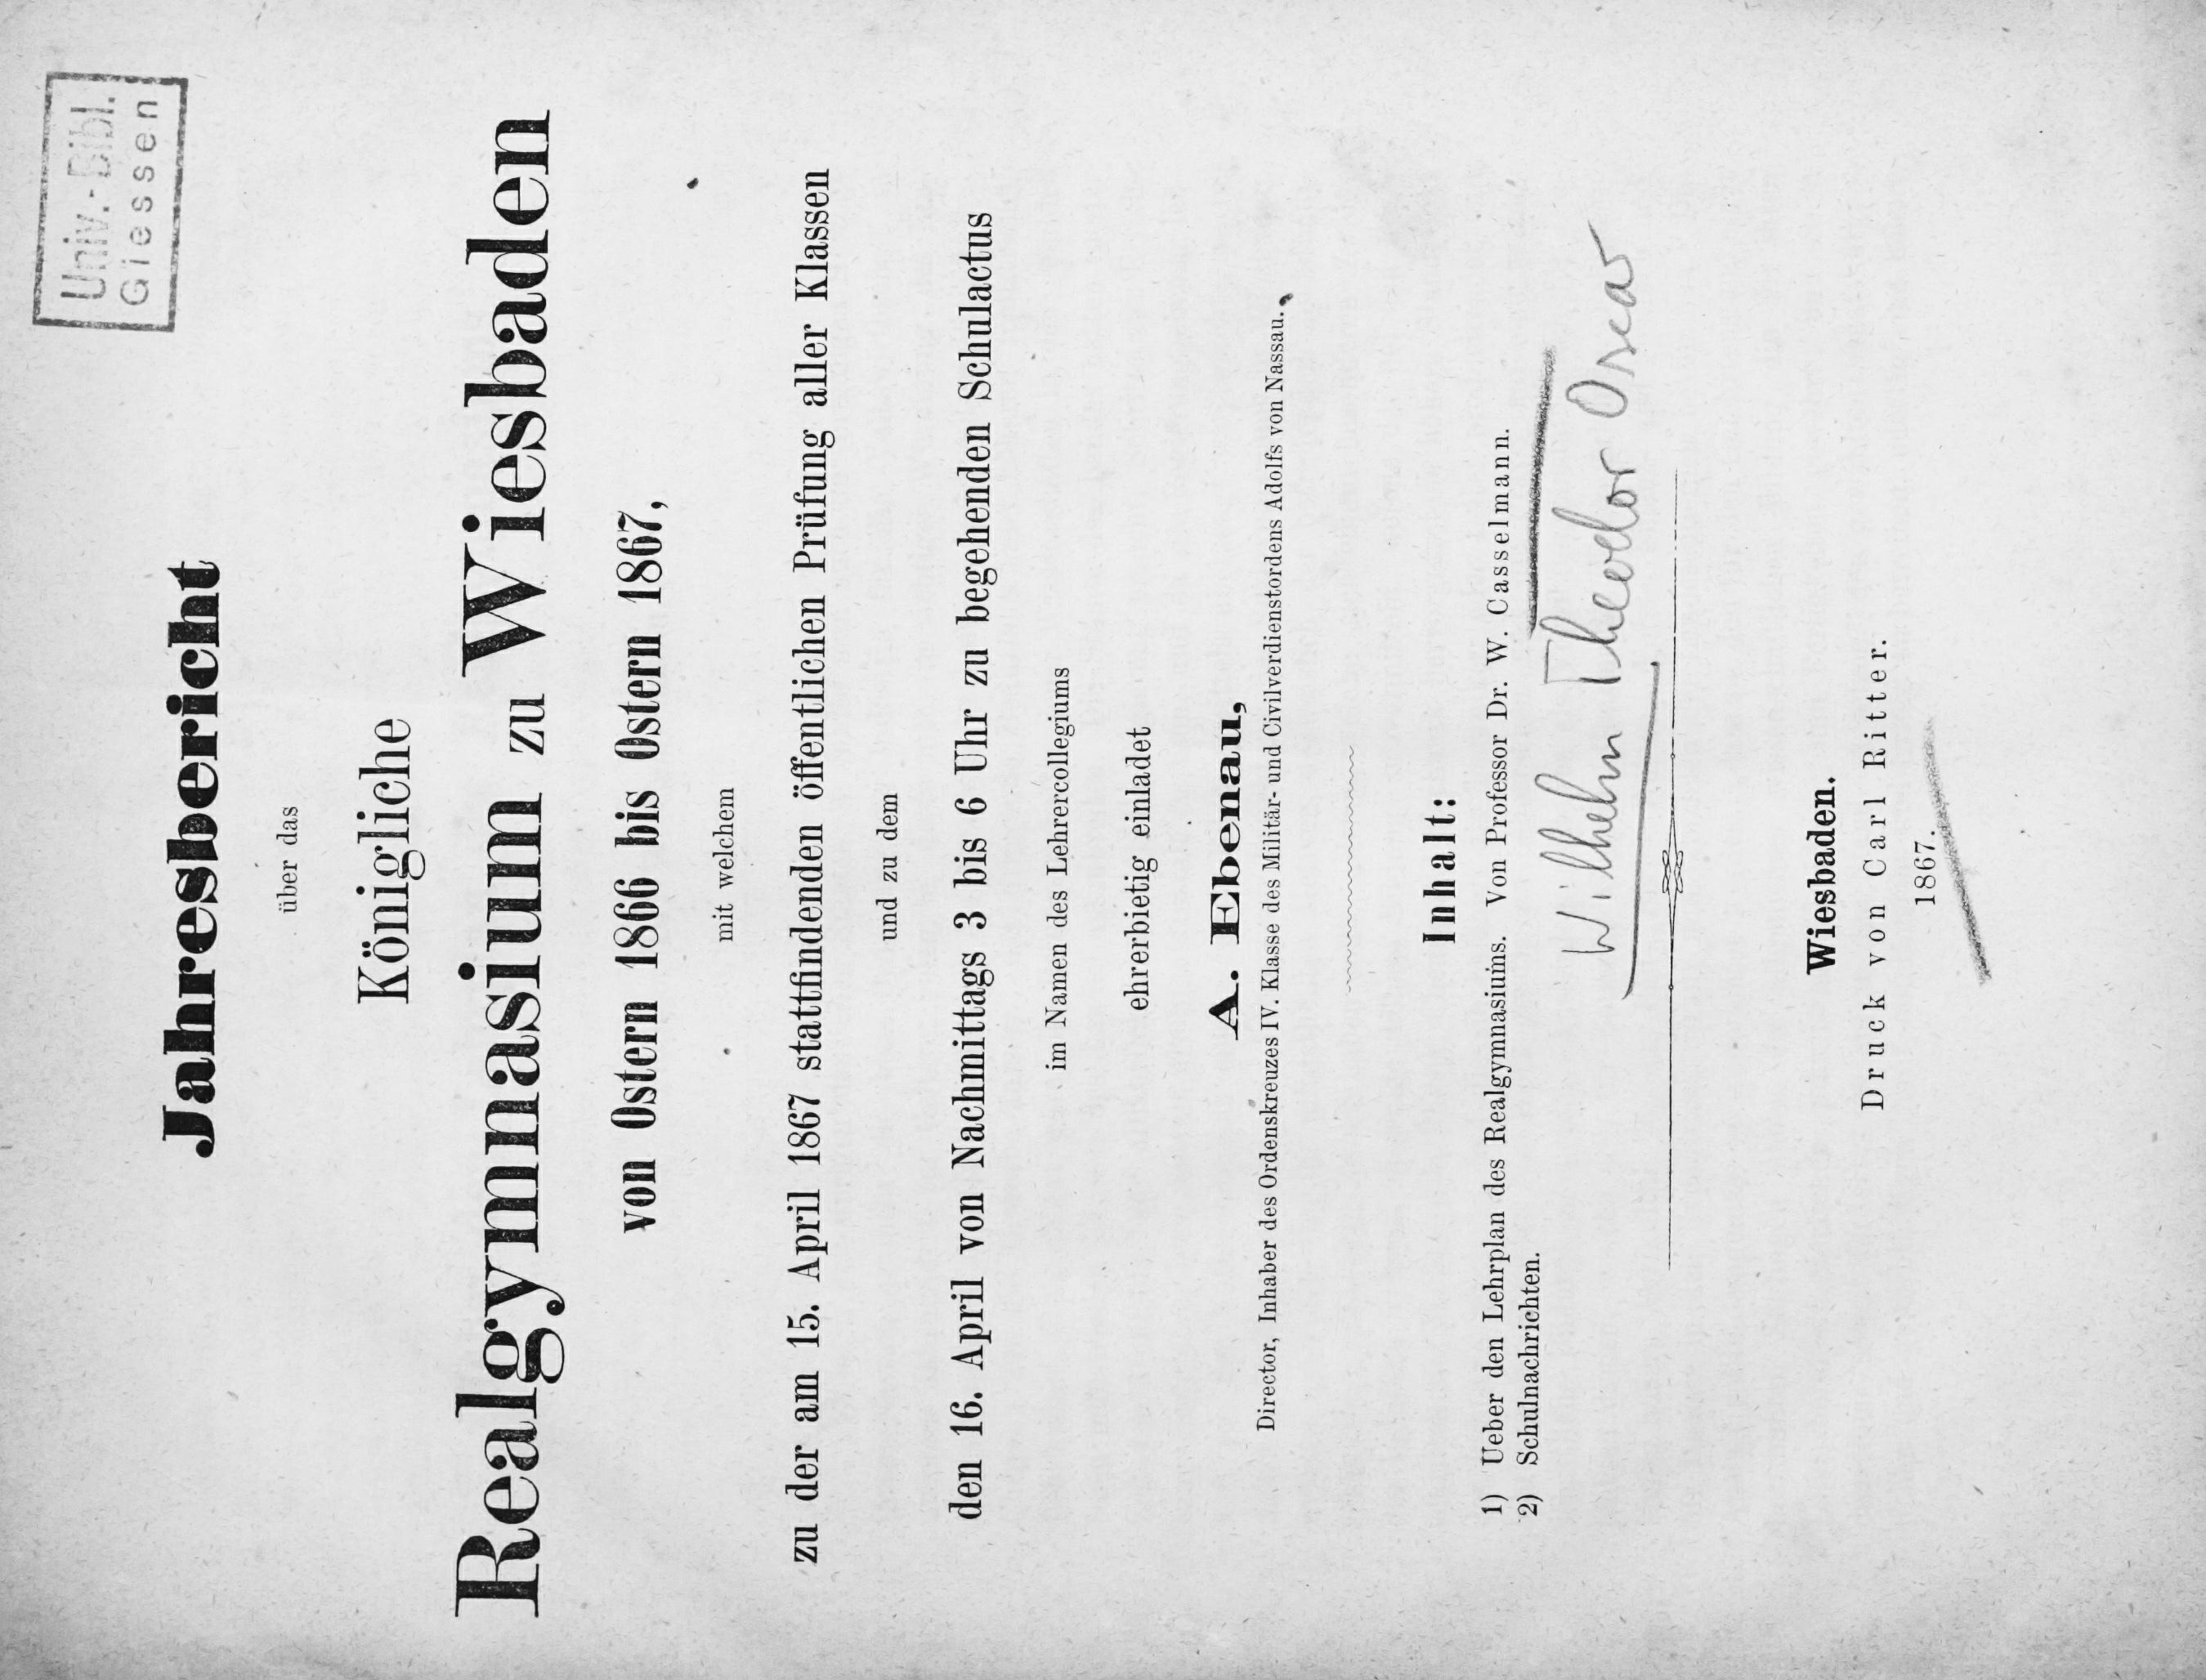 Univ.-Bibl.
Giessen
Jahresbericht
über das
Königliche
Realgymnasium zu Wiesbaden
von Ostern 1866 bis Ostern 1867,
mit welchem
zu der am 15. April 1867 stattfindenden öffentlichen Prüfung aller Klassen
und zu dem
den 16. April von Nachmittags 3 bis 6 Uhr zu begehenden Schulactus
im Namen des Lehrercollegiums
ehrerbietig einladet
A. Ebenau,
Director, Inhaber des Ordenskreuzes IV. Klasse des Militär- und Civilverdienstordens Adolfs von Nassau.
Inhalt:
1) Ueber den Lehrplan des Realgymnasiums. Von Professor Dr. W. Casselmann.
2) Schulnachrichten.
Wilhelm Theodor Oscar
Wiesbaden.
Druck von Carl Ritter.
1867.